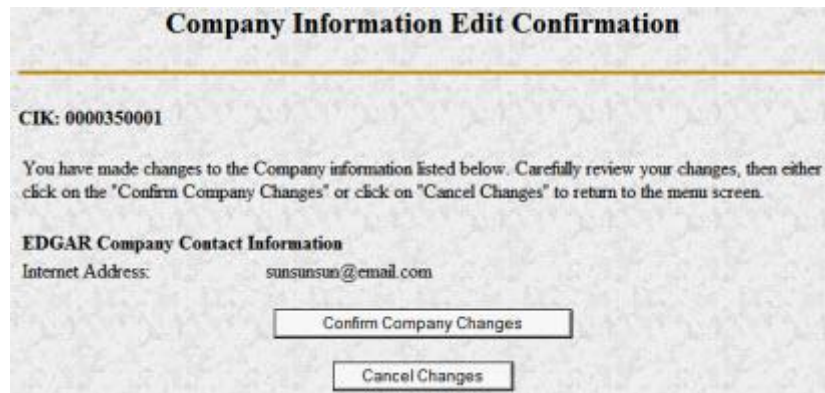 Company Information Edit Confirmation
CIK: 0000350001
You have made changes to the Company information listed below. Carefully review your changes, then either
click on the "Confirm Company Changes" or click on "Cancel Changes" to return to the menu screen.
EDGAR Company Contact Information
Internet Address: sunsunsun@email.com
Confirm Company Changes
Cancel Changes